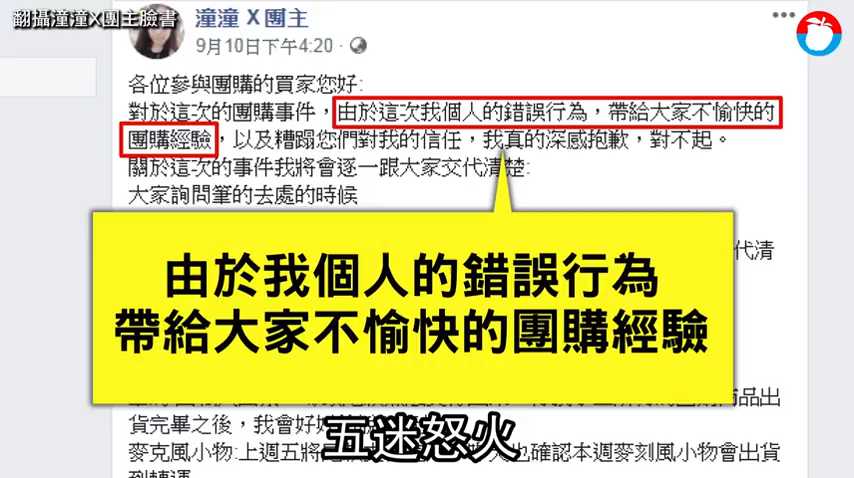 翻攝潼潼X團主臉書
潼潼 X 團主
9月10日下午4:20 ·
各位參與團購的買家您好:
對於這次的團購事件，由於這次我個人的錯誤行為，帶給大家不愉快的
團購經驗，以及糟蹋您們對我的信任，我真的深感抱歉，對不起。
關於這次的事件我將會逐一跟大家交代清楚:
大家詢問筆的去處的時候
代清
由於我個人的錯誤行為
帶給大家不愉快的團購經驗
商品出
貨完畢之後，我會好好
五迷怒火
麥克風小物:上週五將
也確認本週麥刻風小物會出貨
到轉運